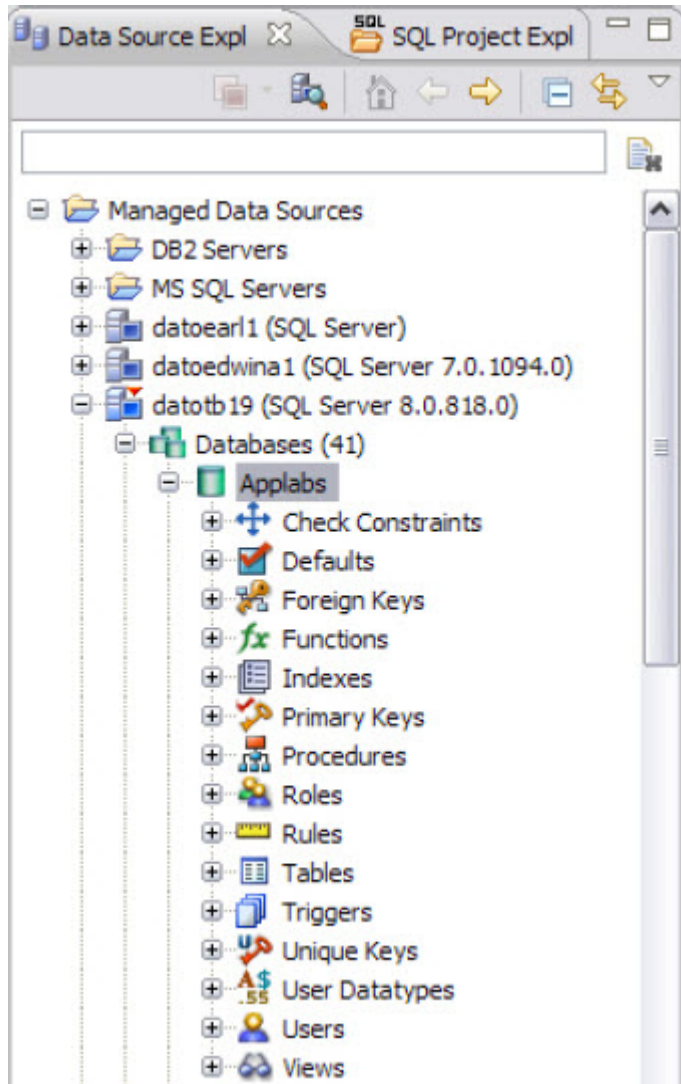 Data Source Expl
SQL SQL Project Expl
Managed Data Sources
DB2 Servers
MS SQL Servers
datoearl1 (SQL Server)
datoedwina1 (SQL Server 7.0.1094.0)
datotb19 (SQL Server 8.0.818.0)
Databases (41)
Applabs
Check Constraints
Defaults
Foreign Keys
fx Functions
Indexes
Primary Keys
Procedures
Roles
Rules
Tables
Triggers
U Unique Keys
A$.55 User Datatypes
Users
Views